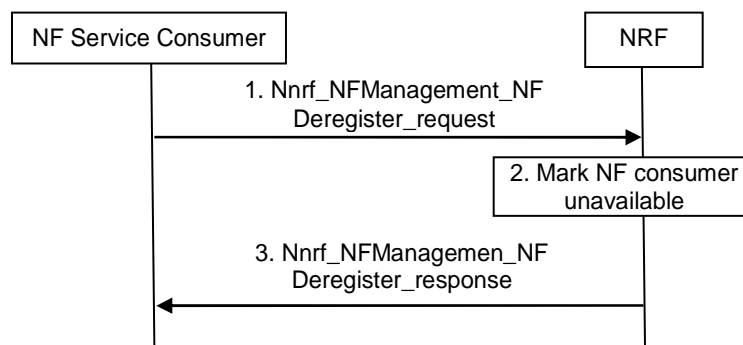 NF Service Consumer
NRF
1. Nnrf_NFManagement_NF
Deregister_request
2. Mark NF consumer
unavailable
3. Nnrf_NFManagemen_NF
Deregister_response